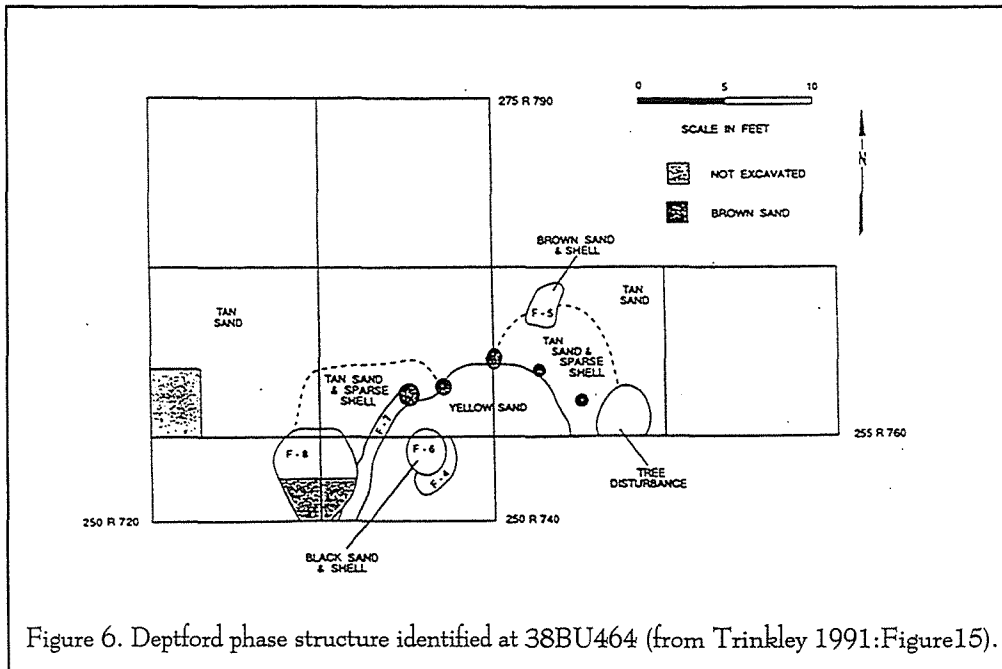 275 R 790
0 5 10
SCALE IN FEET
NOT EXCAVATED
BROWN SAND
N
BROWN SAND
& SHELL
F-5
TAN
SAND
TAN
SAND
TAN
SAND &
SPARSE
SHELL
TAN SAND
& SPARSE
SHELL
YELLOW SAND
F-7
F-8
F-6
F-4
255 R 760
TREE
DISTURBANCE
250 R 720
250 R 740
BLACK SAND
& SHELL
Figure 6. Deptford phase structure identified at 38BU464 (from Trinkley 1991:Figure15).